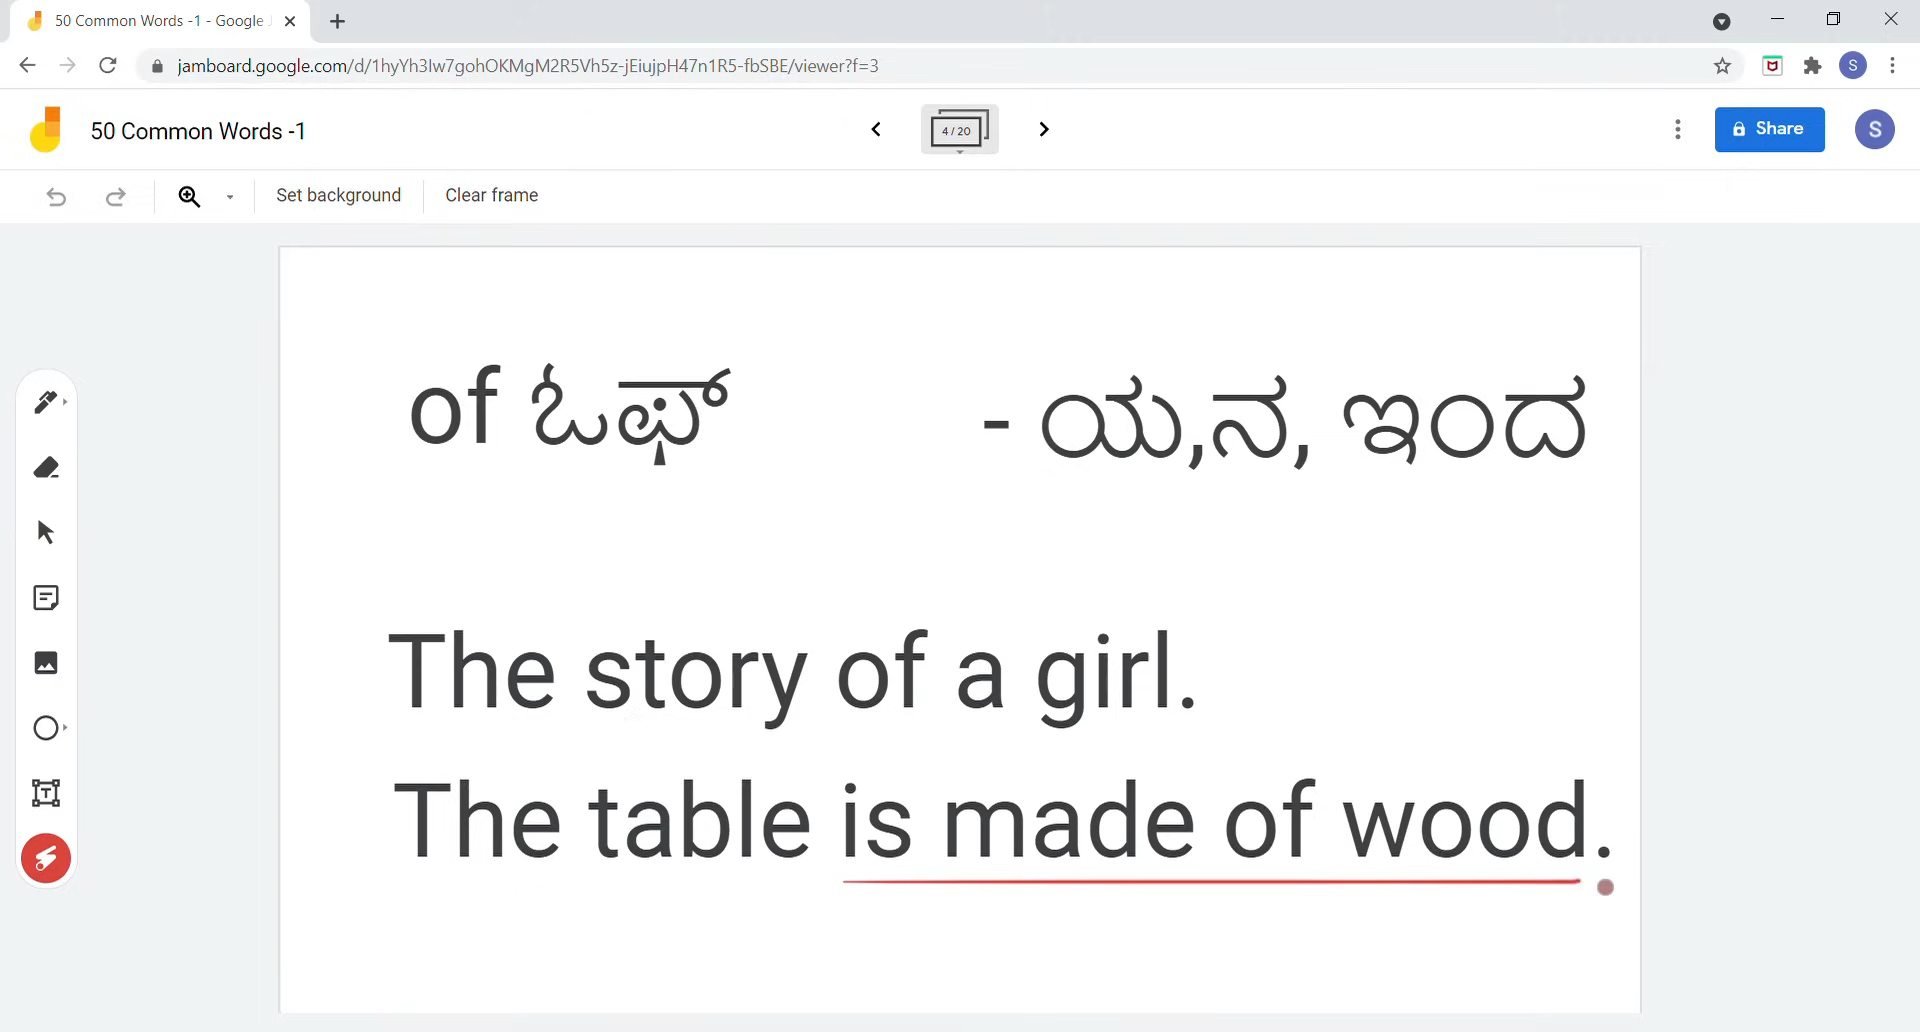 50 Common Words -1 - Google J
jamboard.google.com/d/1hyYh3Iw7gohOKMgM2R5Vh5z-jEiujpH47n1R5-fbSBE/viewer?f=3
S
50 Common Words -1
4 / 20
Share
S
Set background
Clear frame
of ಓಫ್ - ಯ,ನ, ಇಂದ
The story of a girl.
The table is made of wood.